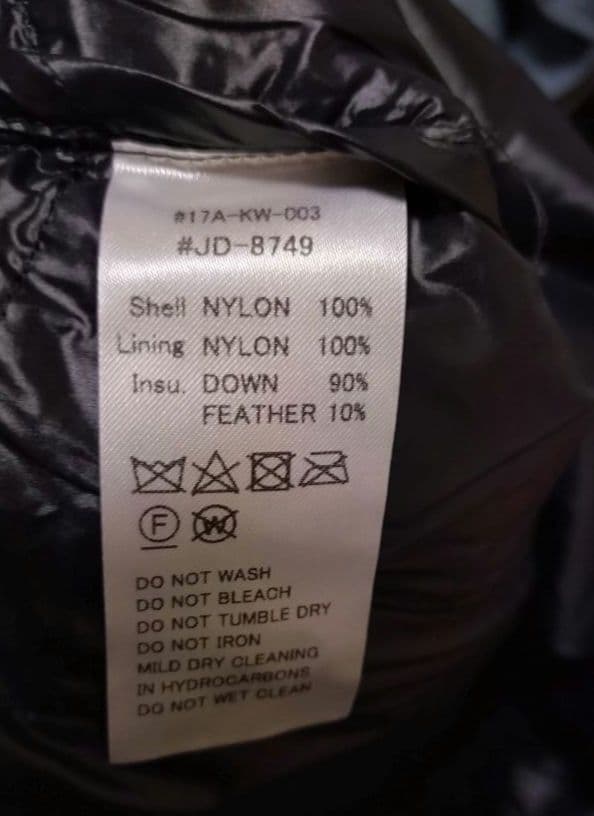 #17A-KW-003
#JD-8749
Shell NYLON 100%
Lining NYLON 100%
Insu. DOWN 90%
FEATHER 10%
F W
DO NOT WASH
DO NOT BLEACH
DO NOT TUMBLE DRY
DO NOT IRON
MILD DRY CLEANING
IN HYDROCARBONS
DO NOT WET CLEAN